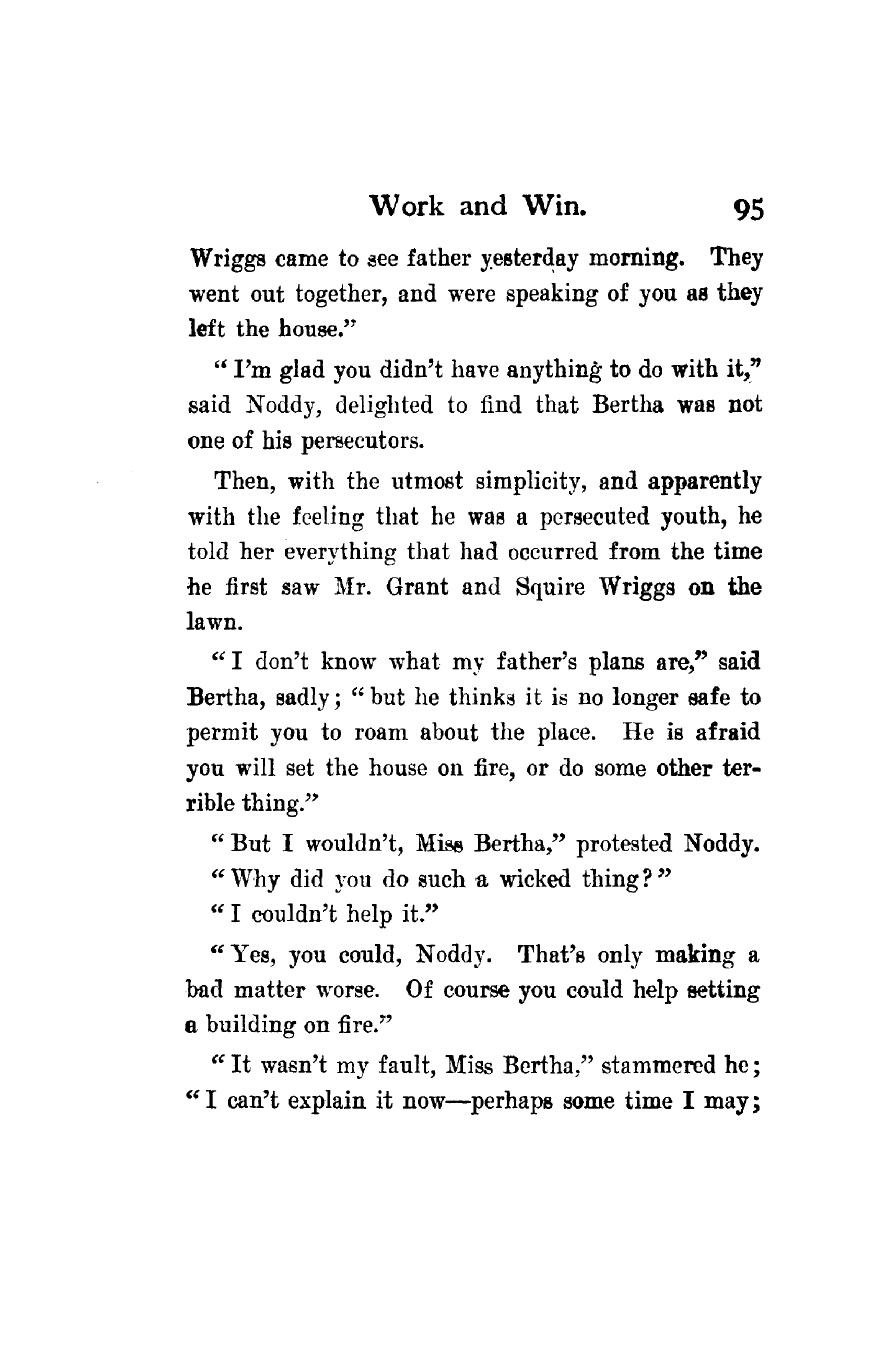 Work and Win. 95
Wriggs came to see father yesterday morning. They
went out together, and were speaking of you as they
left the house."
"I'm glad you didn't have anything to do with it,"
said Noddy, delighted to find that Bertha was not
one of his persecutors.
Then, with the utmost simplicity, and apparently
with the feeling that he was a persecuted youth, he
told her everything that had occurred from the time
he first saw Mr. Grant and Squire Wriggs on the
lawn.
"I don't know what my father's plans are," said
Bertha, sadly; "but he thinks it is no longer safe to
permit you to roam about the place. He is afraid
you will set the house on fire, or do some other ter-
rible thing."
"But I wouldn't, Miss Bertha," protested Noddy.
"Why did you do such a wicked thing?"
"I couldn't help it."
"Yes, you could, Noddy. That's only making a
bad matter worse. Of course you could help setting
a building on fire."
"It wasn't my fault, Miss Bertha," stammered he;
"I can't explain it now—perhaps some time I may;